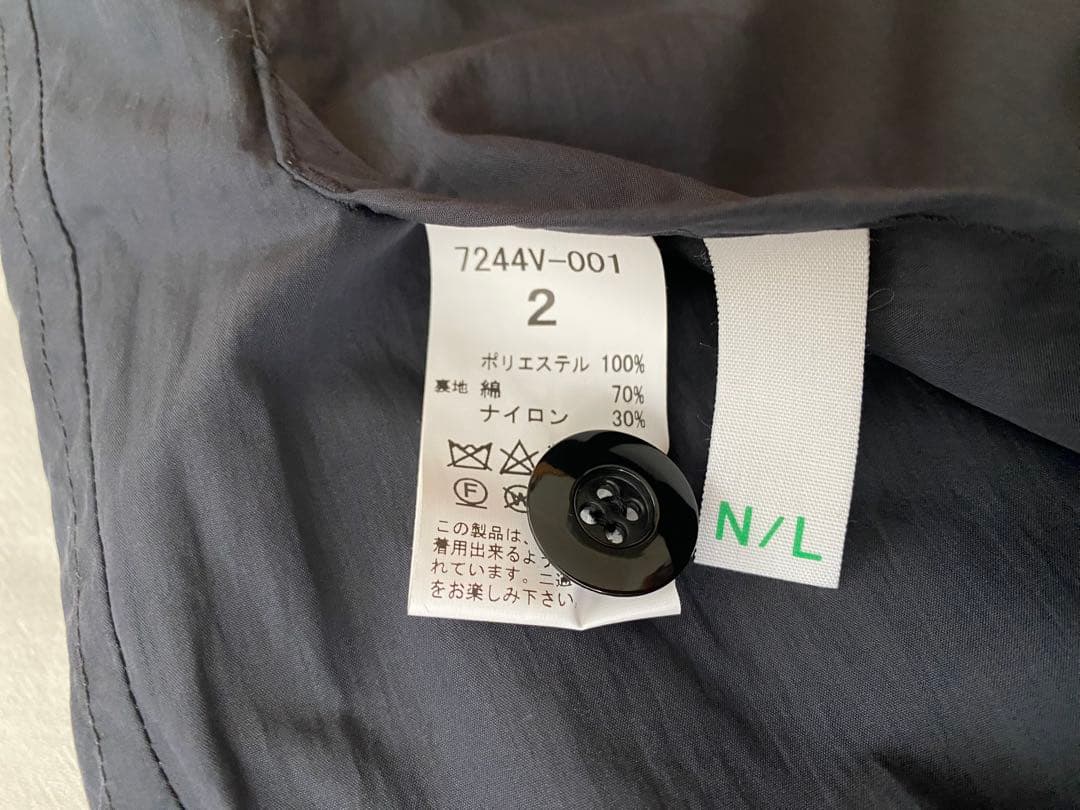 7244V-001
2
ポリエステル 100%
裏地 綿 70%
ナイロン 30%
F
W
この製品は、
着用出来るよう
れています。二通
をお楽しみ下さい
N/L